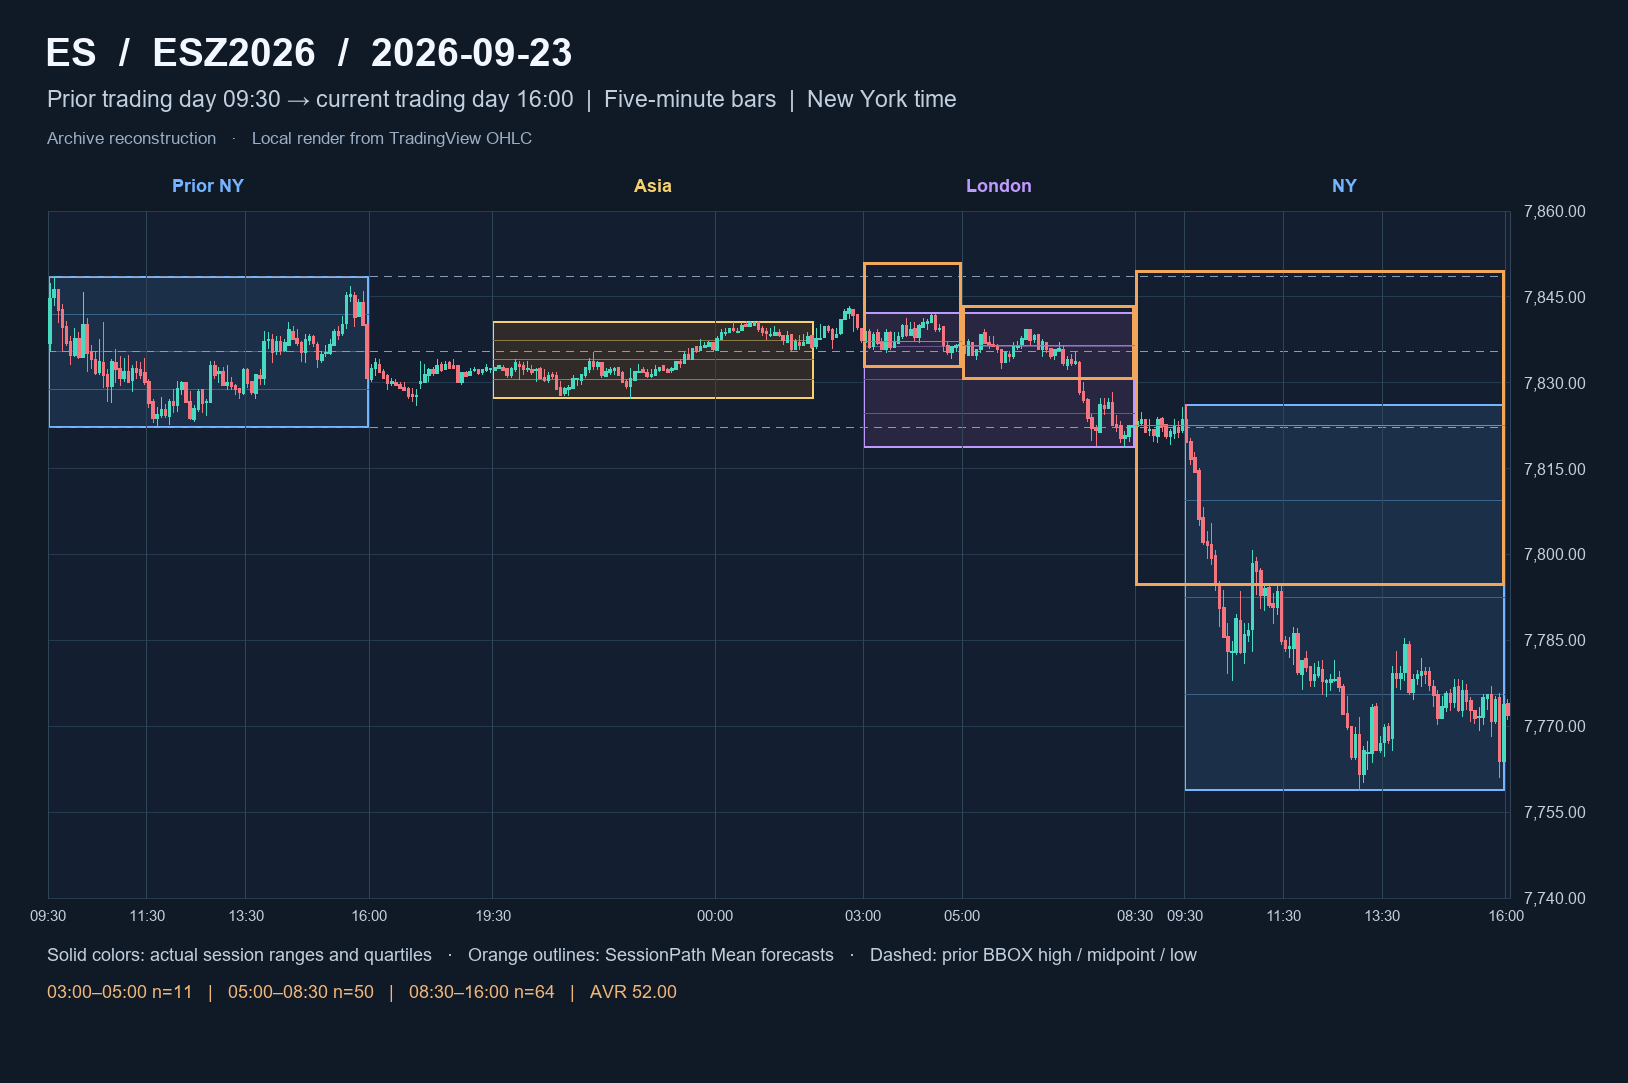 ES / ESZ2026 / 2026-09-23
Prior trading day 09:30 → current trading day 16:00 | Five-minute bars | New York time
Archive reconstruction · Local render from TradingView OHLC
Prior NY Asia London NY
7,860.00
7,845.00
7,830.00
7,815.00
7,800.00
7,785.00
7,770.00
7,755.00
7,740.00
09:30 11:30 13:30 16:00 19:30 00:00 03:00 05:00 08:30 09:30 11:30 13:30 16:00
Solid colors: actual session ranges and quartiles · Orange outlines: SessionPath Mean forecasts · Dashed: prior BBOX high / midpoint / low
03:00–05:00 n=11 | 05:00–08:30 n=50 | 08:30–16:00 n=64 | AVR 52.00